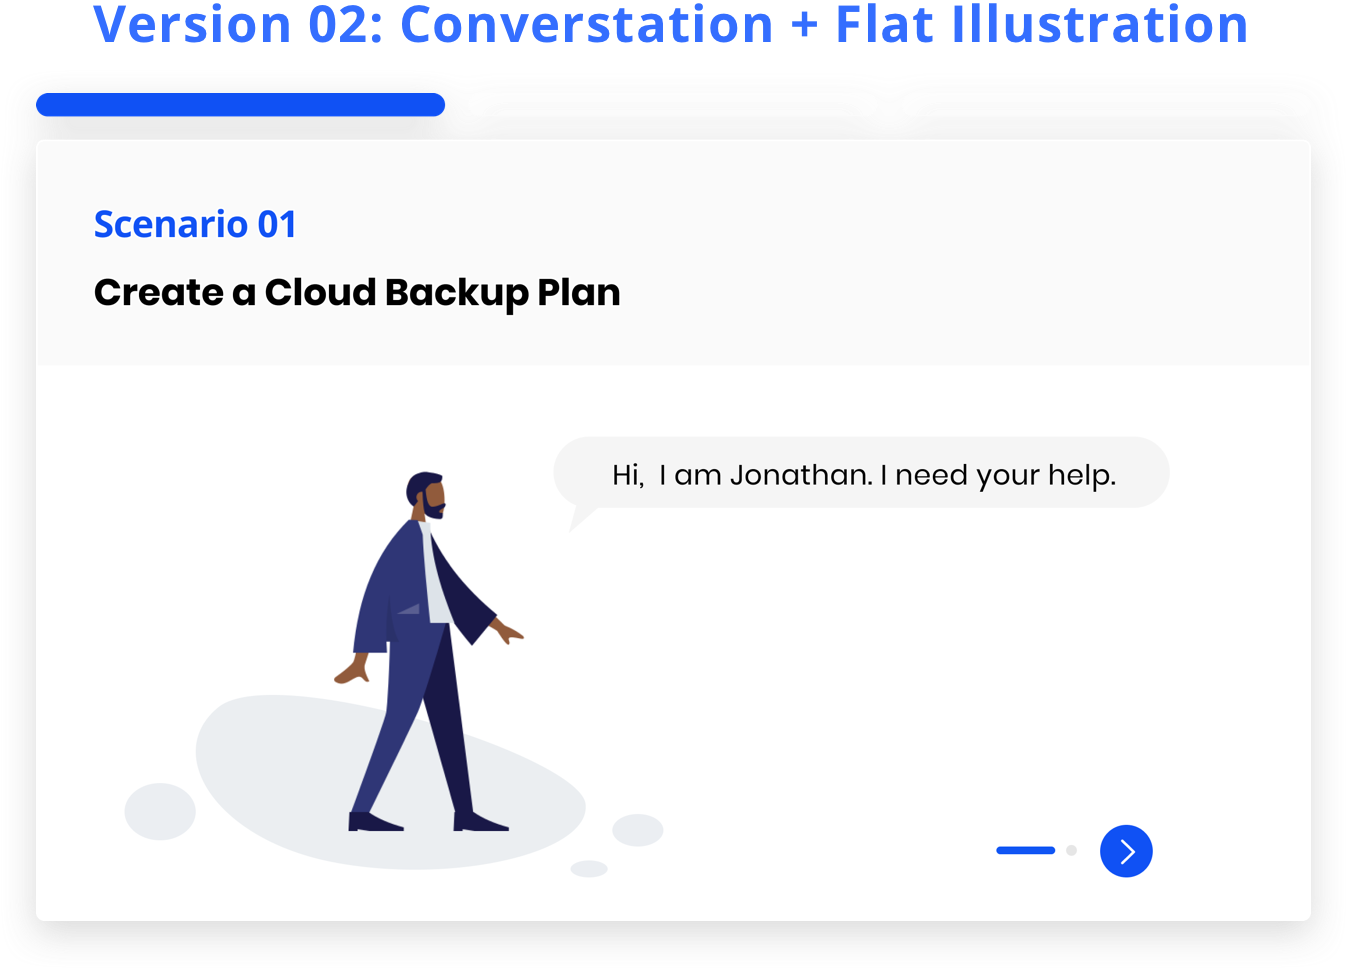 Version 02: Converstation + Flat Illustration
Scenario 01
Create a Cloud Backup Plan
Hi, I am Jonathan. I need your help.